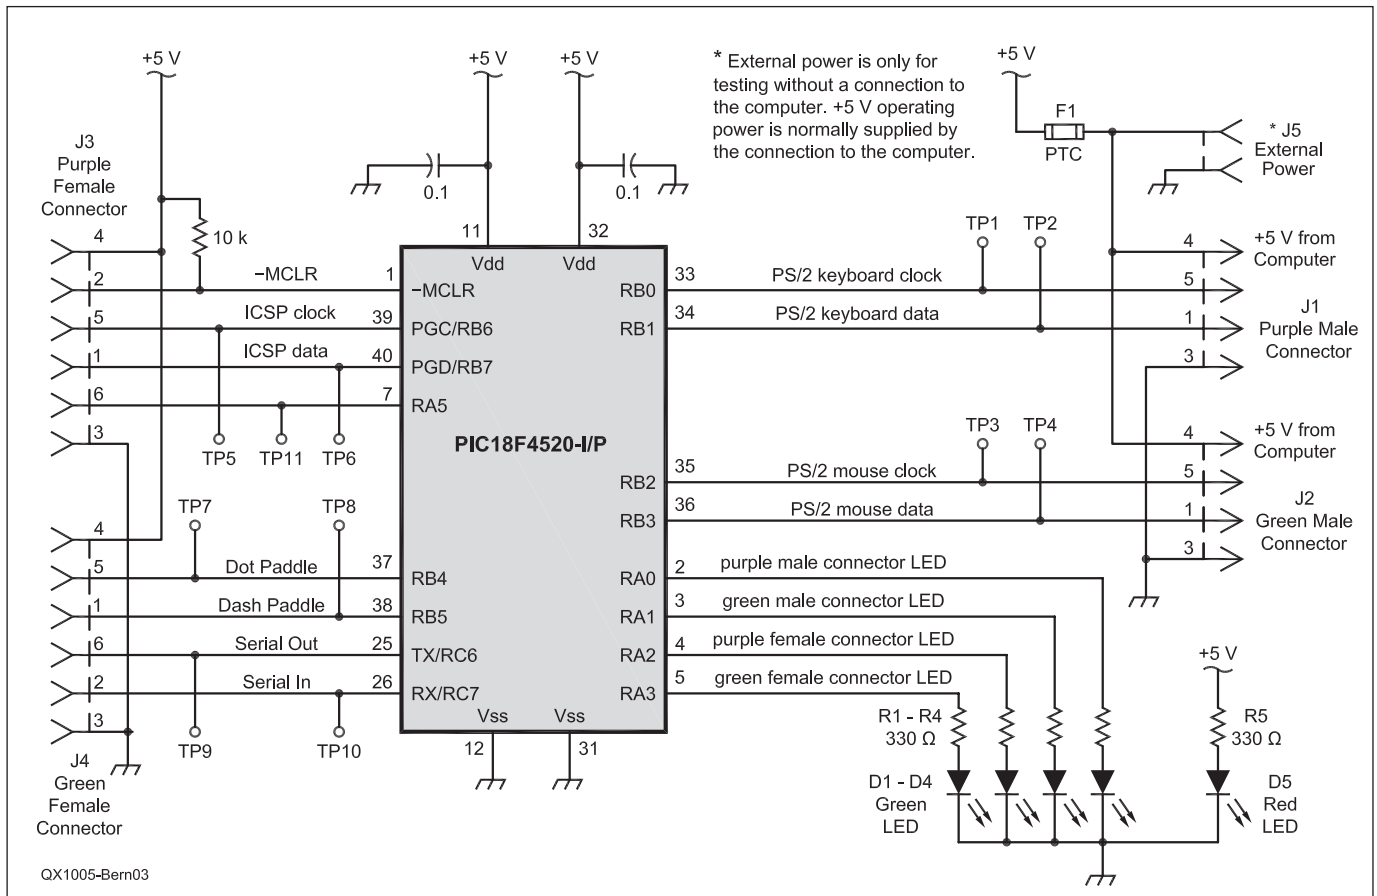 +5 V
+5 V
+5 V
* External power is only for
testing without a connection to
the computer. +5 V operating
power is normally supplied by
the connection to the computer.
+5 V
F1
PTC
* J5
External
Power
J3
Purple
Female
Connector
0.1
0.1
10 k
11
32
Vdd
Vdd
4
2
5
1
6
3
–MCLR
ICSP clock
ICSP data
1
39
40
7
–MCLR
PGC/RB6
PGD/RB7
RA5
TP5
TP11
TP6
PIC18F4520-I/P
RB0
RB1
33
34
PS/2 keyboard clock
PS/2 keyboard data
TP1
TP2
4
5
1
3
+5 V from
Computer
J1
Purple Male
Connector
RB2
RB3
35
36
PS/2 mouse clock
PS/2 mouse data
TP3
TP4
4
5
1
3
+5 V from
Computer
J2
Green Male
Connector
TP7
TP8
4
5
1
6
2
3
Dot Paddle
Dash Paddle
Serial Out
Serial In
37
38
25
26
RB4
RB5
TX/RC6
RX/RC7
TP9
TP10
J4
Green
Female
Connector
RA0
RA1
RA2
RA3
2
3
4
5
purple male connector LED
green male connector LED
purple female connector LED
green female connector LED
Vss
Vss
12
31
R1 - R4
330 Ω
D1 - D4
Green
LED
+5 V
R5
330 Ω
D5
Red
LED
QX1005-Bern03